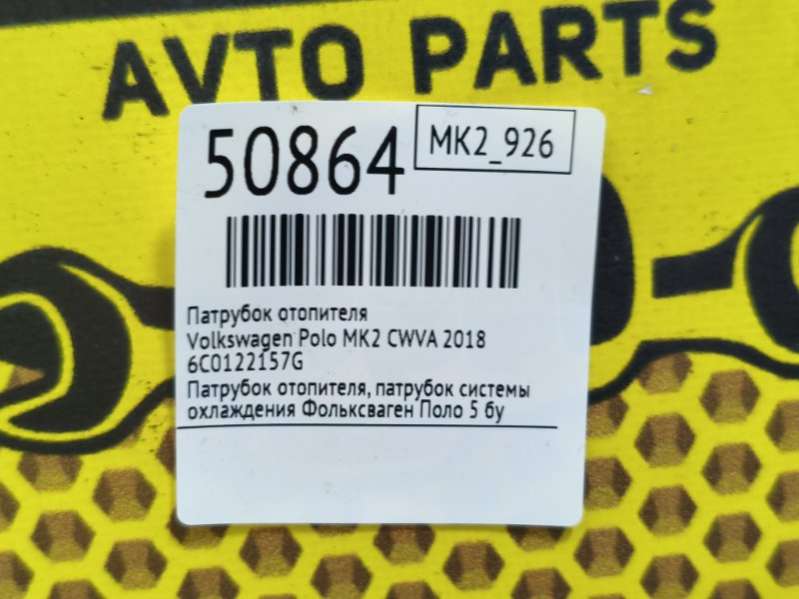 AVTO PARTS
50864
MK2_926
Патрубок отопителя
Volkswagen Polo MK2 CWVA 2018
6C0122157G
Патрубок отопителя, патрубок системы
охлаждения Фольксваген Поло 5 бу